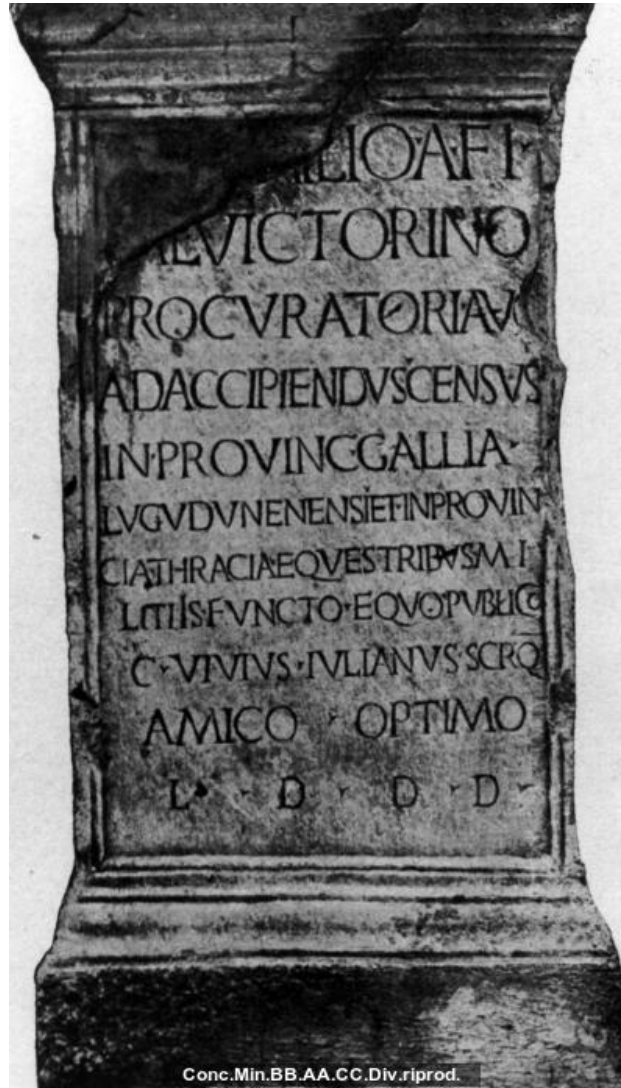 ILIO·A·F·
VICTORINO
PROCVRATORI AVG
AD ACCIPIENDVS CENSVS
IN·PROVINC·GALLIA
LVGVDVNENENSI ET IN PROVIN
CIA THRACIA EQVESTRIBVS MI
LITIIS·FVNCTO·EQVO PVBLICO
C·VIVIVS·IVLIANVS·SCR Q
AMICO · OPTIMO
L · D · D · D
Conc.Min.BB.AA.CC.Div.riprod.